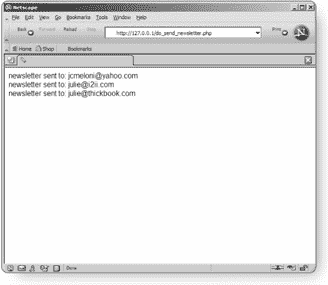 Netscape
File Edit View Go Bookmarks Tools Window Help
Back Forward Reload Stop http://127.0.0.1/do_send_newsletter.php Print
Home Shop Bookmarks
newsletter sent to: jcmeloni@yahoo.com
newsletter sent to: julie@i2ii.com
newsletter sent to: julie@thickbook.com
Done